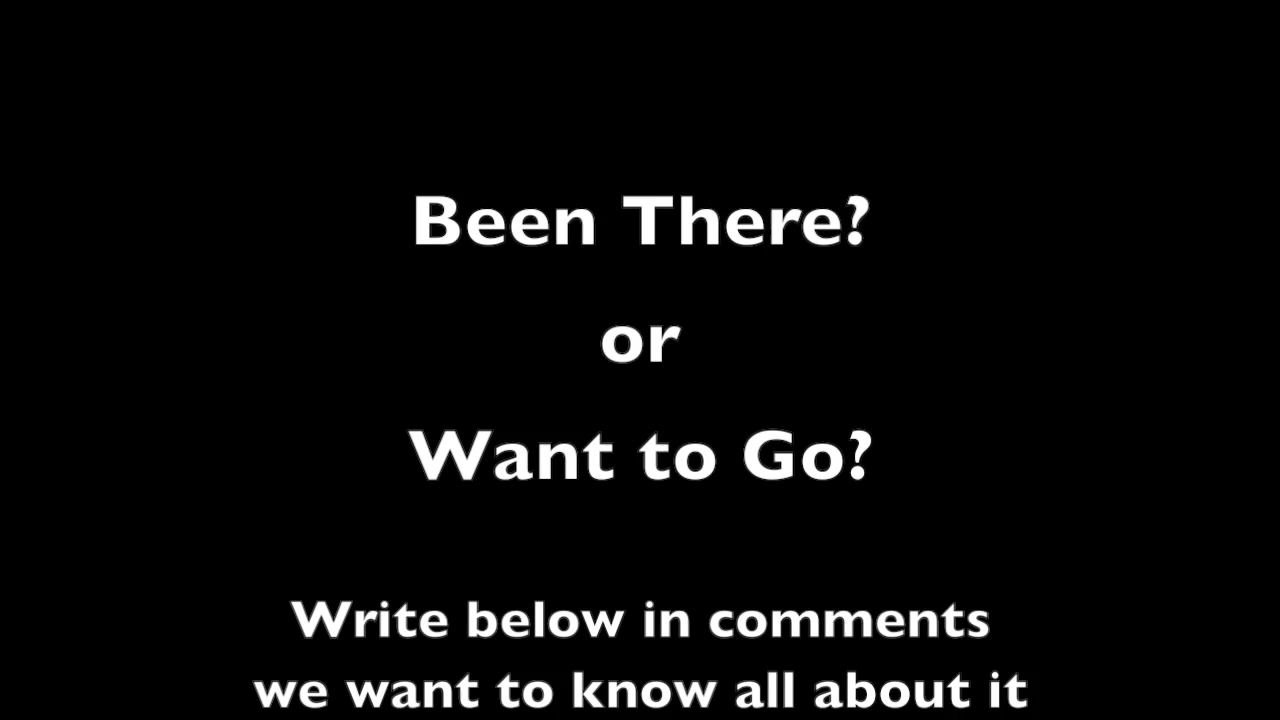 Been There?
or
Want to Go?
Write below in comments
we want to know all about it